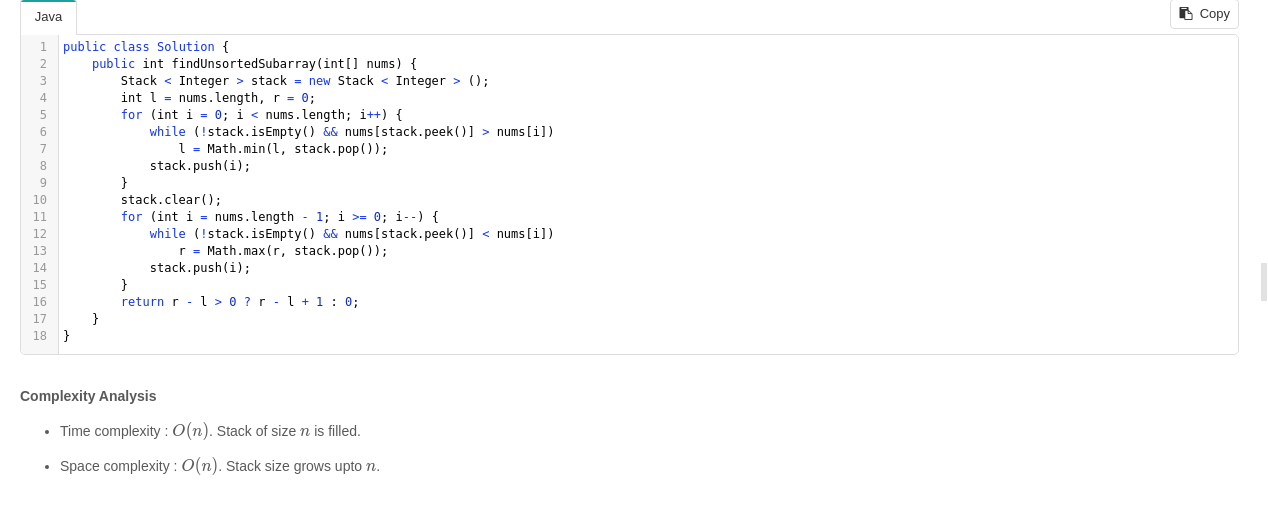 Java
Copy
1 public class Solution {
2     public int findUnsortedSubarray(int[] nums) {
3         Stack < Integer > stack = new Stack < Integer > ();
4         int l = nums.length, r = 0;
5         for (int i = 0; i < nums.length; i++) {
6             while (!stack.isEmpty() && nums[stack.peek()] > nums[i])
7                 l = Math.min(l, stack.pop());
8             stack.push(i);
9         }
10         stack.clear();
11         for (int i = nums.length - 1; i >= 0; i--) {
12             while (!stack.isEmpty() && nums[stack.peek()] < nums[i])
13                 r = Math.max(r, stack.pop());
14             stack.push(i);
15         }
16         return r - l > 0 ? r - l + 1 : 0;
17     }
18 }
Complexity Analysis
• Time complexity : O(n). Stack of size n is filled.
• Space complexity : O(n). Stack size grows upto n.